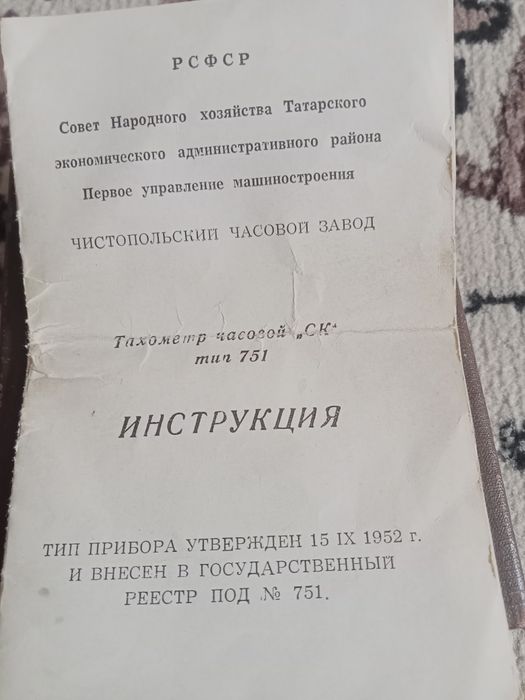 РСФСР
Совет Народного хозяйства Татарского
экономического административного района
Первое управление машиностроения
ЧИСТОПОЛЬСКИЙ ЧАСОВОЙ ЗАВОД
Тахометр часовой „СК“
тип 751
ИНСТРУКЦИЯ
ТИП ПРИБОРА УТВЕРЖДЕН 15 IX 1952 г.
И ВНЕСЕН В ГОСУДАРСТВЕННЫЙ
РЕЕСТР ПОД № 751.